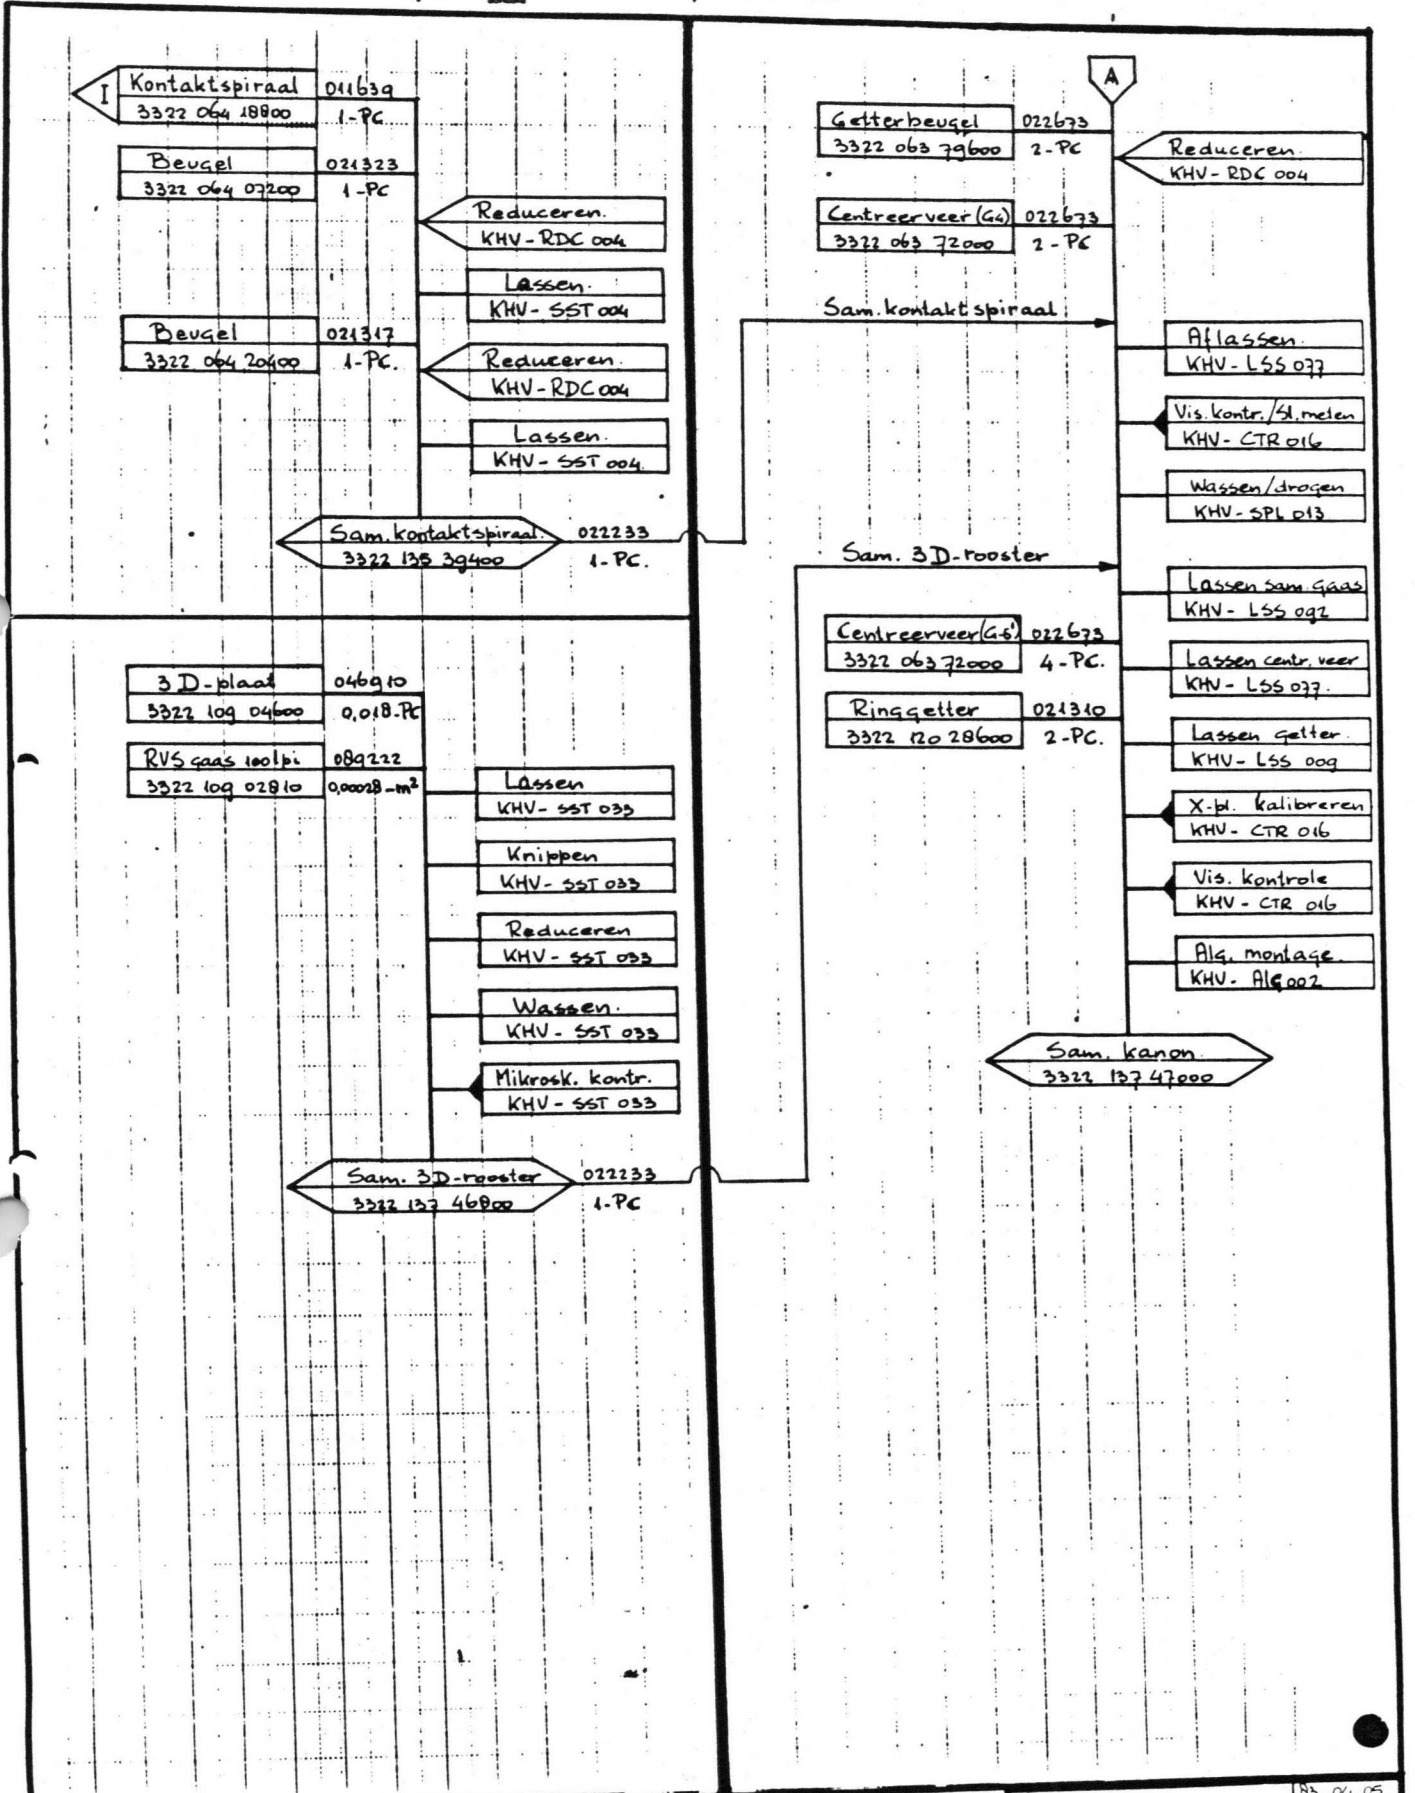 I
Kontaktspiraal 011639
3322 064 18800 1-PC
Beugel 021323
3322 064 07200 1-PC
Reduceren.
KHV-RDC 004
Lassen.
KHV-SST 004
Beugel 021317
3322 064 20400 1-PC.
Reduceren.
KHV-RDC 004
Lassen.
KHV-SST 004.
Sam. kontaktspiraal. 022233
3322 135 39400 1-PC.
3D-plaat 046910
3322 109 04600 0,018-PC
RVS gaas 100lpi 089222
3322 109 02810 0,00028-m²
Lassen
KHV-SST 033
Knippen
KHV-SST 033
Reduceren
KHV-SST 033
Wassen.
KHV-SST 033
Mikrosk. kontr.
KHV-SST 033
Sam. 3D-rooster 022233
3322 137 46800 1-PC
A
Getterbeugel 022673
3322 063 79600 2-PC
Reduceren.
KHV-RDC 004
Centreerveer (G4) 022673
3322 063 72000 2-PC
Sam. kontaktspiraal
Aflassen.
KHV-LSS 077
Vis. kontr./Sl. meten
KHV-CTR 016
Wassen/drogen
KHV-SPL 013
Sam. 3D-rooster
Lassen sam. gaas
KHV-LSS 092
Centreerveer 022673
3322 063 72000 4-PC.
Lassen centr. veer
KHV-LSS 077.
Ringgetter 021310
3322 120 28600 2-PC.
Lassen getter.
KHV-LSS 009
X-pl. kalibreren
KHV-CTR 016
Vis. kontrole
KHV-CTR 016
Alg. montage.
KHV-Alg 002
Sam. kanon.
3322 137 47000